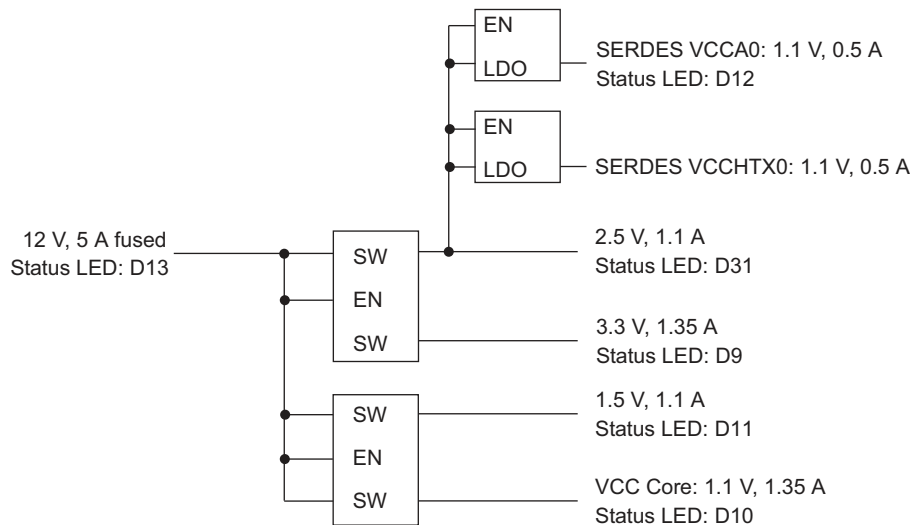 EN
LDO
SERDES VCCA0: 1.1 V, 0.5 A
Status LED: D12
EN
LDO
SERDES VCCHTX0: 1.1 V, 0.5 A
12 V, 5 A fused
Status LED: D13
SW
EN
SW
2.5 V, 1.1 A
Status LED: D31
3.3 V, 1.35 A
Status LED: D9
SW
EN
SW
1.5 V, 1.1 A
Status LED: D11
VCC Core: 1.1 V, 1.35 A
Status LED: D10